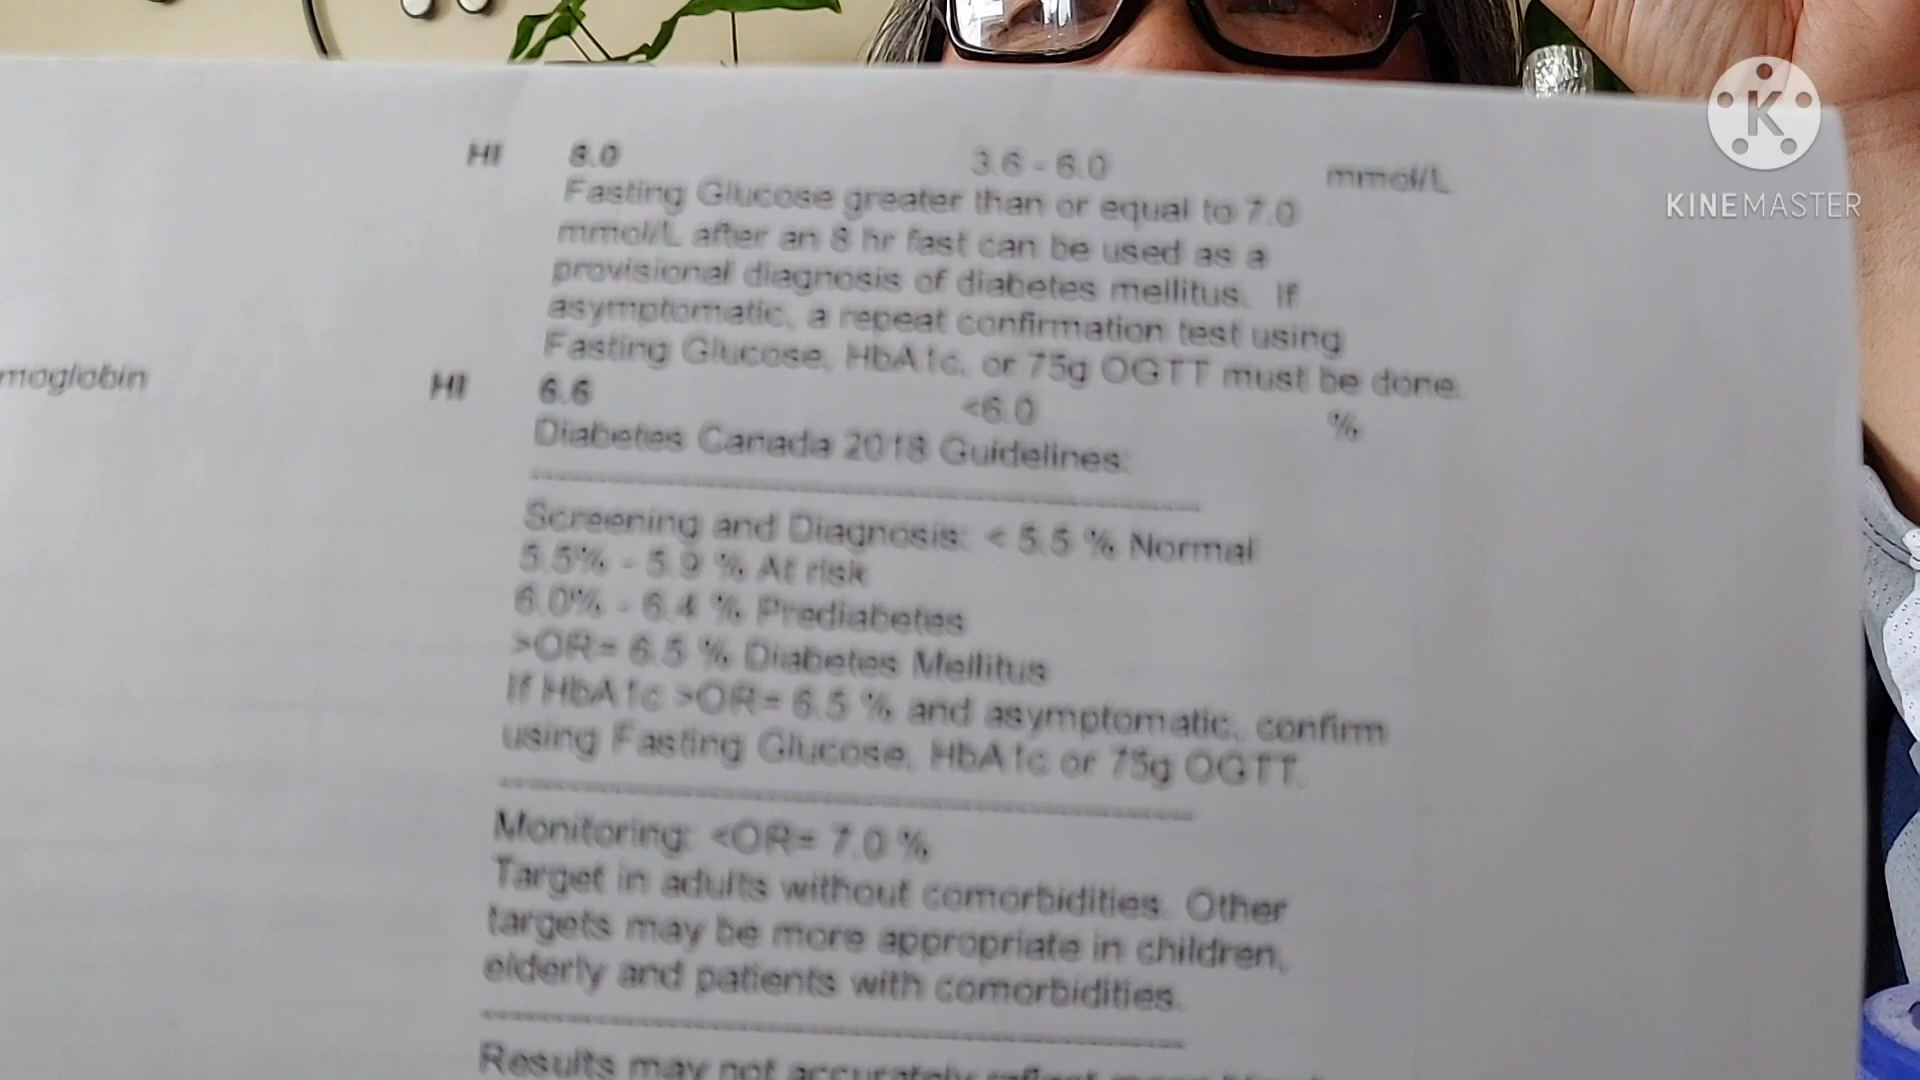 HI 8.0 3.6 - 6.0 mmol/L
Fasting Glucose greater than or equal to 7.0
mmol/L after an 8 hr fast can be used as a
provisional diagnosis of diabetes mellitus. If
asymptomatic, a repeat confirmation test using
Fasting Glucose, HbA1c, or 75g OGTT must be done.
moglobin HI 6.6 <6.0 %
Diabetes Canada 2018 Guidelines:
Screening and Diagnosis: < 5.5 % Normal
5.5% - 5.9 % At risk
6.0% - 6.4 % Prediabetes
>OR= 6.5 % Diabetes Mellitus
If HbA1c >OR= 6.5 % and asymptomatic, confirm
using Fasting Glucose, HbA1c or 75g OGTT.
Monitoring: <OR= 7.0 %
Target in adults without comorbidities. Other
targets may be more appropriate in children,
elderly and patients with comorbidities.
Results may not accurately reflect
K
KINEMASTER